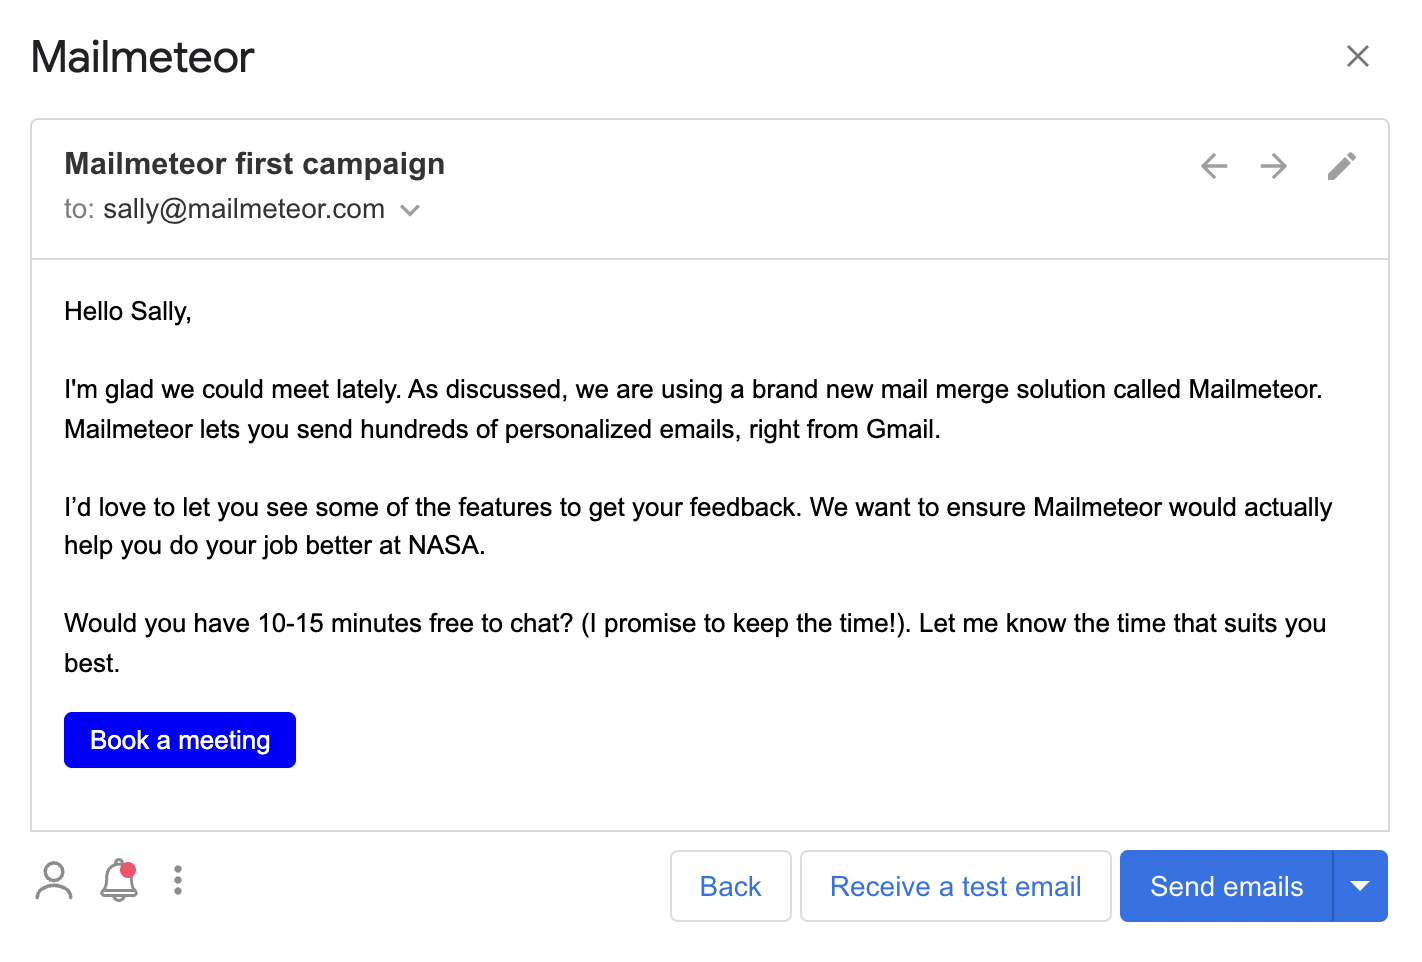 Mailmeteor
Mailmeteor first campaign
to: sally@mailmeteor.com
Hello Sally,
I'm glad we could meet lately. As discussed, we are using a brand new mail merge solution called Mailmeteor.
Mailmeteor lets you send hundreds of personalized emails, right from Gmail.
I’d love to let you see some of the features to get your feedback. We want to ensure Mailmeteor would actually
help you do your job better at NASA.
Would you have 10-15 minutes free to chat? (I promise to keep the time!). Let me know the time that suits you
best.
Book a meeting
Back
Receive a test email
Send emails